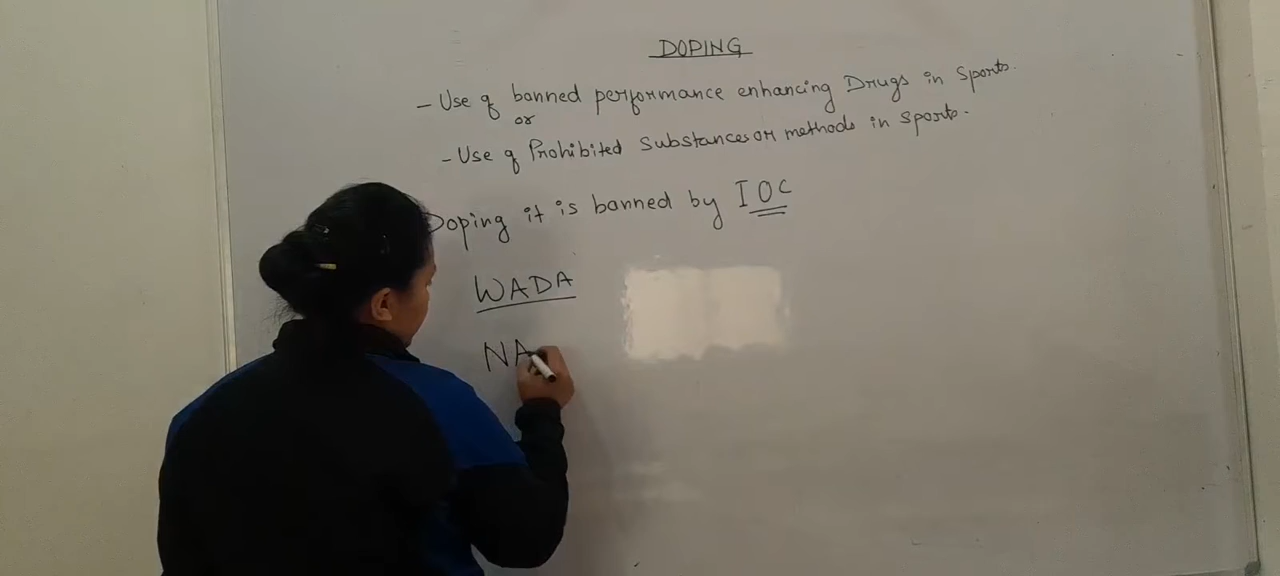 DOPING
- Use of banned performance enhancing Drugs in Sports.
or
- Use of Prohibited Substances or methods in Sports.
Doping it is banned by IOC
WADA
NA